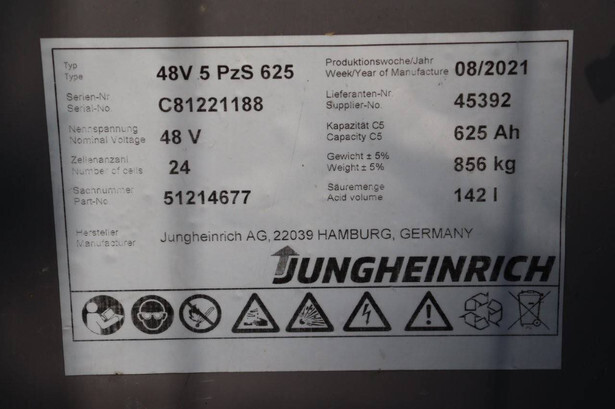 Typ
Type
48V 5 PzS 625
Produktionswoche/Jahr
Week/Year of Manufacture
08/2021
Serien-Nr
Serial-No.
C81221188
Lieferanten-Nr
Supplier-No.
45392
Nennspannung
Nominal Voltage
48 V
Kapazität C5
Capacity C5
625 Ah
Zellenanzahl
Number of cells
24
Gewicht ± 5%
Weight ± 5%
856 kg
Sachnummer
Part-No
51214677
Säuremenge
Acid volume
142 l
Hersteller
Manufacturer
Jungheinrich AG, 22039 HAMBURG, GERMANY
JUNGHEINRICH